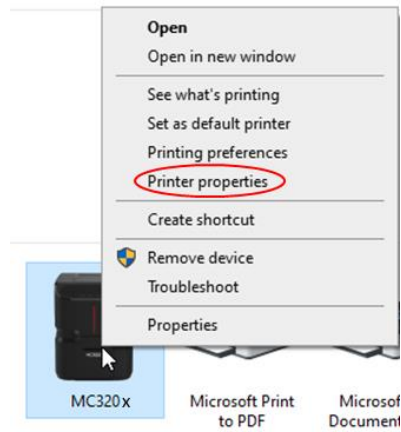 Open
Open in new window
See what's printing
Set as default printer
Printing preferences
Printer properties
Create shortcut
Remove device
Troubleshoot
Properties
MC320x
Microsoft Print
to PDF
Microsof
Document